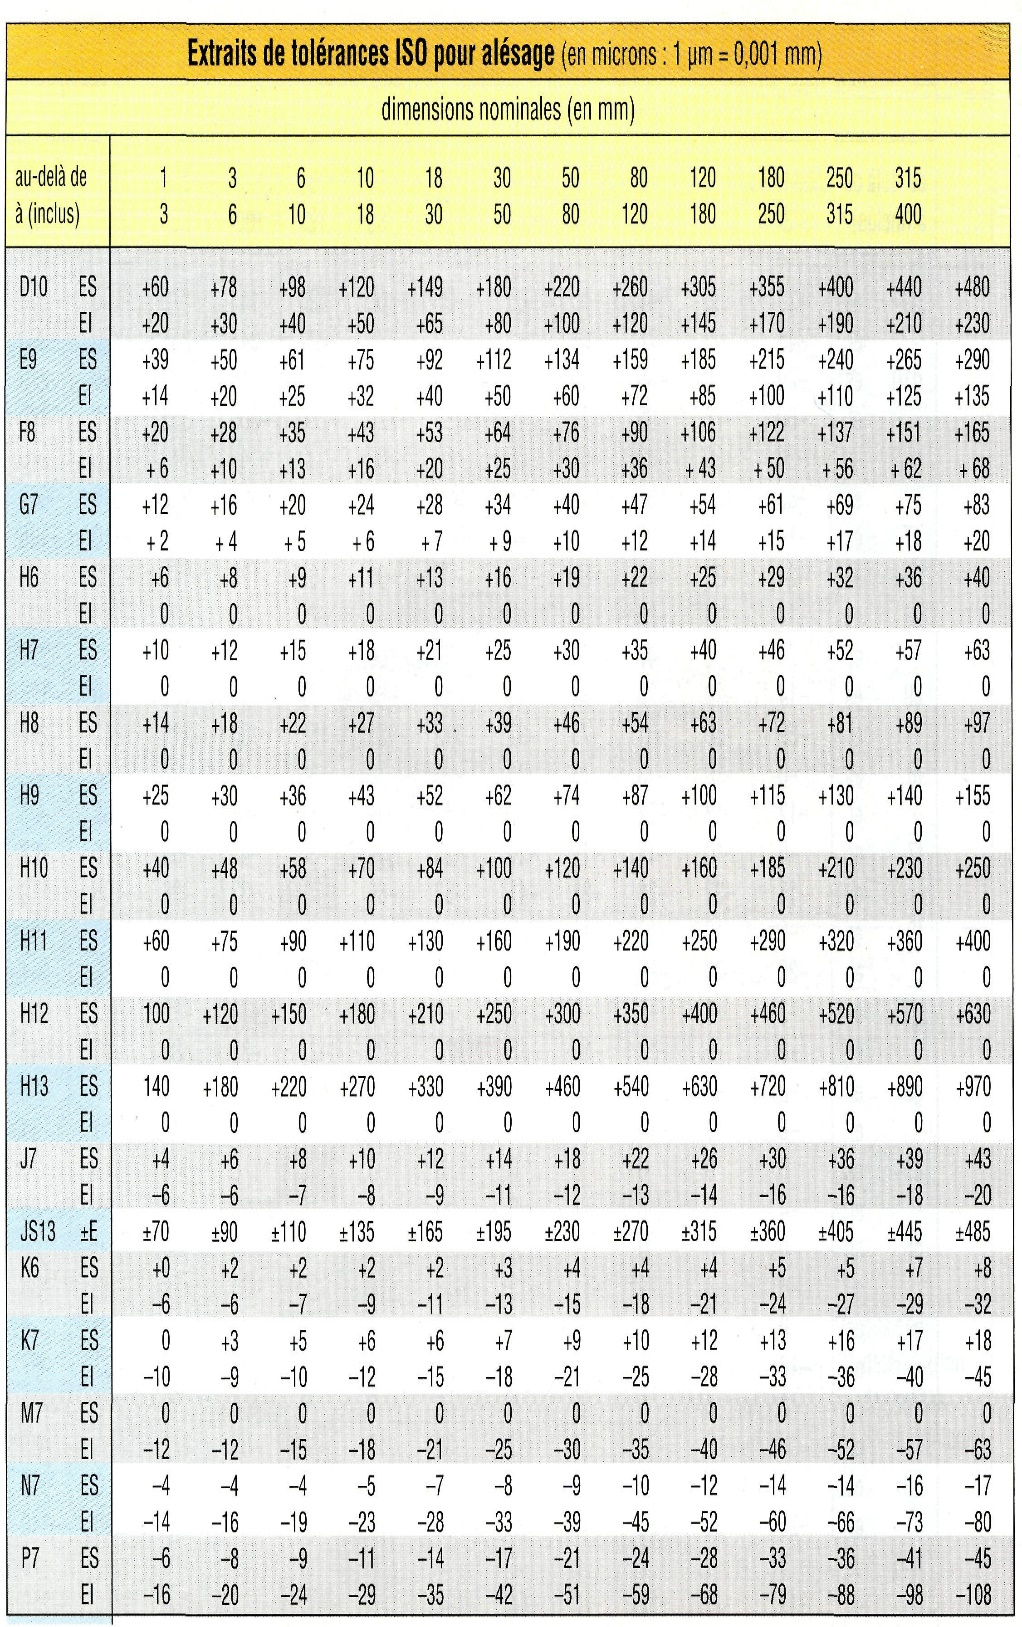 Extraits de tolérances ISO pour alésage (en microns : 1 µm = 0,001 mm)
dimensions nominales (en mm)
au-delà de 1 3 6 10 18 30 50 80 120 180 250 315
à (inclus) 3 6 10 18 30 50 80 120 180 250 315 400
D10 ES +60 +78 +98 +120 +149 +180 +220 +260 +305 +355 +400 +440 +480
EI +20 +30 +40 +50 +65 +80 +100 +120 +145 +170 +190 +210 +230
E9 ES +39 +50 +61 +75 +92 +112 +134 +159 +185 +215 +240 +265 +290
EI +14 +20 +25 +32 +40 +50 +60 +72 +85 +100 +110 +125 +135
F8 ES +20 +28 +35 +43 +53 +64 +76 +90 +106 +122 +137 +151 +165
EI + 6 +10 +13 +16 +20 +25 +30 +36 + 43 + 50 + 56 + 62 + 68
G7 ES +12 +16 +20 +24 +28 +34 +40 +47 +54 +61 +69 +75 +83
EI + 2 + 4 + 5 + 6 + 7 + 9 +10 +12 +14 +15 +17 +18 +20
H6 ES +6 +8 +9 +11 +13 +16 +19 +22 +25 +29 +32 +36 +40
EI 0 0 0 0 0 0 0 0 0 0 0 0 0
H7 ES +10 +12 +15 +18 +21 +25 +30 +35 +40 +46 +52 +57 +63
EI 0 0 0 0 0 0 0 0 0 0 0 0 0
H8 ES +14 +18 +22 +27 +33 +39 +46 +54 +63 +72 +81 +89 +97
EI 0 0 0 0 0 0 0 0 0 0 0 0 0
H9 ES +25 +30 +36 +43 +52 +62 +74 +87 +100 +115 +130 +140 +155
EI 0 0 0 0 0 0 0 0 0 0 0 0 0
H10 ES +40 +48 +58 +70 +84 +100 +120 +140 +160 +185 +210 +230 +250
EI 0 0 0 0 0 0 0 0 0 0 0 0 0
H11 ES +60 +75 +90 +110 +130 +160 +190 +220 +250 +290 +320 +360 +400
EI 0 0 0 0 0 0 0 0 0 0 0 0 0
H12 ES 100 +120 +150 +180 +210 +250 +300 +350 +400 +460 +520 +570 +630
EI 0 0 0 0 0 0 0 0 0 0 0 0 0
H13 ES 140 +180 +220 +270 +330 +390 +460 +540 +630 +720 +810 +890 +970
EI 0 0 0 0 0 0 0 0 0 0 0 0 0
J7 ES +4 +6 +8 +10 +12 +14 +18 +22 +26 +30 +36 +39 +43
EI –6 –6 –7 –8 –9 –11 –12 –13 –14 –16 –16 –18 –20
JS13 ±E ±70 ±90 ±110 ±135 ±165 ±195 ±230 ±270 ±315 ±360 ±405 ±445 ±485
K6 ES +0 +2 +2 +2 +2 +3 +4 +4 +4 +5 +5 +7 +8
EI –6 –6 –7 –9 –11 –13 –15 –18 –21 –24 –27 –29 –32
K7 ES 0 +3 +5 +6 +6 +7 +9 +10 +12 +13 +16 +17 +18
EI –10 –9 –10 –12 –15 –18 –21 –25 –28 –33 –36 –40 –45
M7 ES 0 0 0 0 0 0 0 0 0 0 0 0 0
EI –12 –12 –15 –18 –21 –25 –30 –35 –40 –46 –52 –57 –63
N7 ES –4 –4 –4 –5 –7 –8 –9 –10 –12 –14 –14 –16 –17
EI –14 –16 –19 –23 –28 –33 –39 –45 –52 –60 –66 –73 –80
P7 ES –6 –8 –9 –11 –14 –17 –21 –24 –28 –33 –36 –41 –45
EI –16 –20 –24 –29 –35 –42 –51 –59 –68 –79 –88 –98 –108